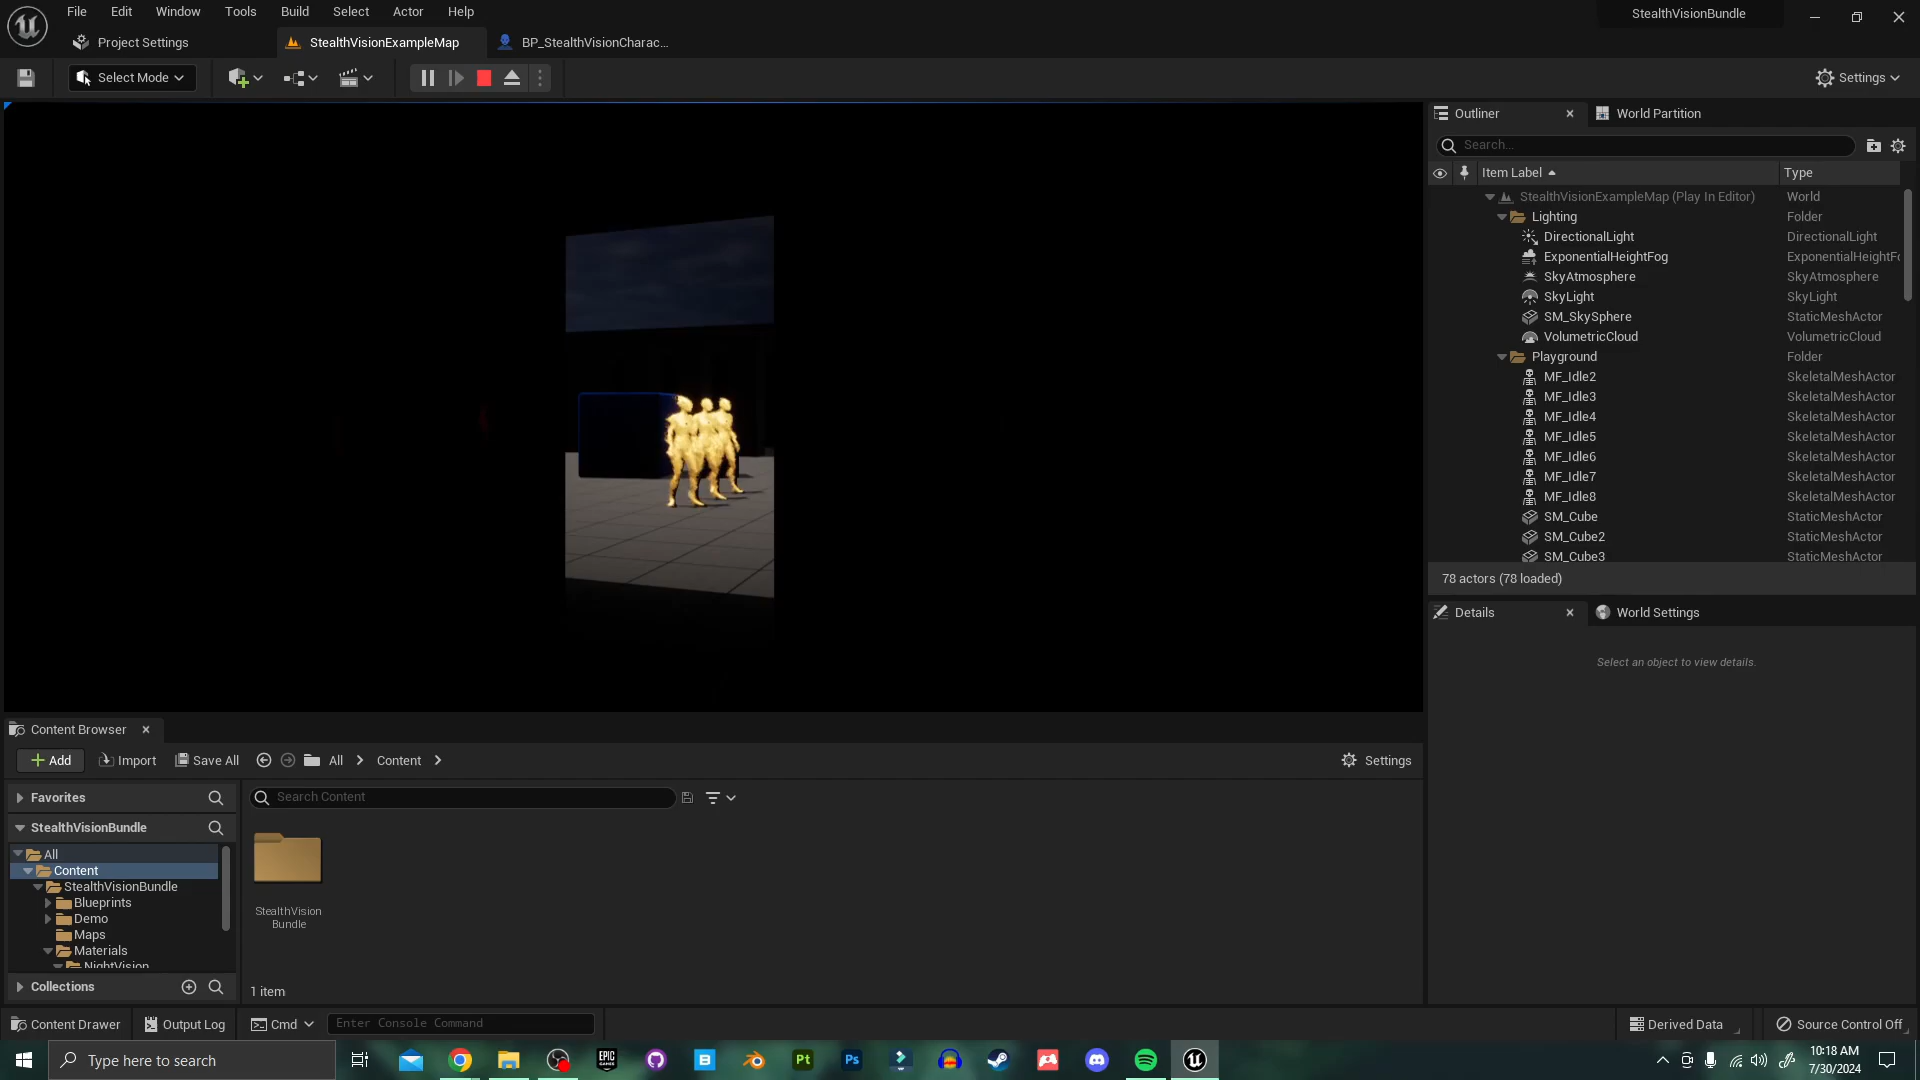 File Edit Window Tools Build Select Actor Help
StealthVisionBundle
Project Settings
StealthVisionExampleMap
BP_StealthVisionCharac...
Select Mode
Settings
Outliner
World Partition
Search...
Item Label
Type
StealthVisionExampleMap (Play In Editor) World
Lighting Folder
DirectionalLight DirectionalLight
ExponentialHeightFog ExponentialHeightFo
SkyAtmosphere SkyAtmosphere
SkyLight SkyLight
SM_SkySphere StaticMeshActor
VolumetricCloud VolumetricCloud
Playground Folder
MF_Idle2 SkeletalMeshActor
MF_Idle3 SkeletalMeshActor
MF_Idle4 SkeletalMeshActor
MF_Idle5 SkeletalMeshActor
MF_Idle6 SkeletalMeshActor
MF_Idle7 SkeletalMeshActor
MF_Idle8 SkeletalMeshActor
SM_Cube StaticMeshActor
SM_Cube2 StaticMeshActor
SM_Cube3 StaticMeshActor
78 actors (78 loaded)
Details
World Settings
Select an object to view details.
Content Browser
Add
Import
Save All
All
Content
Settings
Favorites
Search Content
StealthVisionBundle
All
Content
StealthVisionBundle
Blueprints
Demo
Maps
Materials
NightVision
StealthVision
Bundle
Collections
1 item
Content Drawer
Output Log
Cmd
Enter Console Command
Derived Data
Source Control Off
Type here to search
EPIC
GAMES
B
Pt
Ps
10:18 AM
7/30/2024